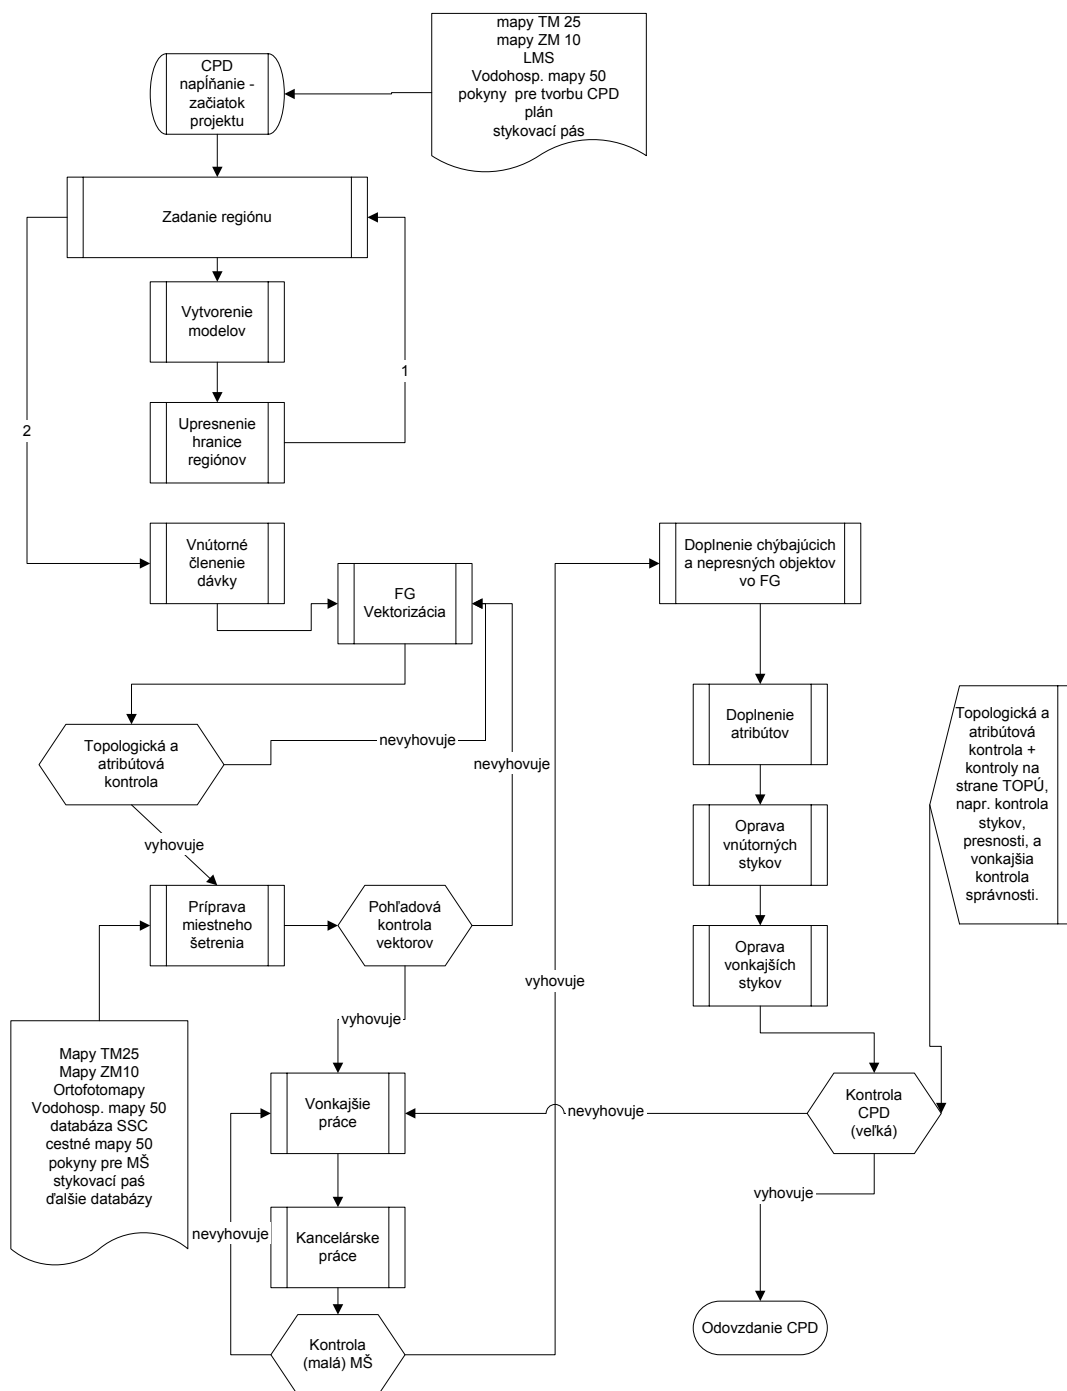 CPD
napĺňanie -
začiatok
projektu
mapy TM 25
mapy ZM 10
LMS
Vodohosp. mapy 50
pokyny pre tvorbu CPD
plán
stykovací pás
Zadanie regiónu
Vytvorenie
modelov
1
Upresnenie
hranice
regiónov
2
Vnútorné
členenie
dávky
FG
Vektorizácia
Doplnenie chýbajúcich
a nepresných objektov
vo FG
Topologická a
atribútová
kontrola
nevyhovuje
nevyhovuje
vyhovuje
Doplnenie
atribútov
Topologická a
atribútová
kontrola +
kontroly na
strane TOPÚ,
napr. kontrola
stykov,
presnosti, a
vonkajšia
kontrola
správnosti.
Oprava
vnútorných
stykov
Príprava
miestneho
šetrenia
Pohľadová
kontrola
vektorov
vyhovuje
Oprava
vonkajších
stykov
vyhovuje
Mapy TM25
Mapy ZM10
Ortofotomapy
Vodohosp. mapy 50
databáza SSC
cestné mapy 50
pokyny pre MŠ
stykovací paś
ďalšie databázy
Vonkajšie
práce
nevyhovuje
Kontrola
CPD
(veľká)
vyhovuje
nevyhovuje
Kancelárske
práce
Kontrola
(malá) MŠ
Odovzdanie CPD